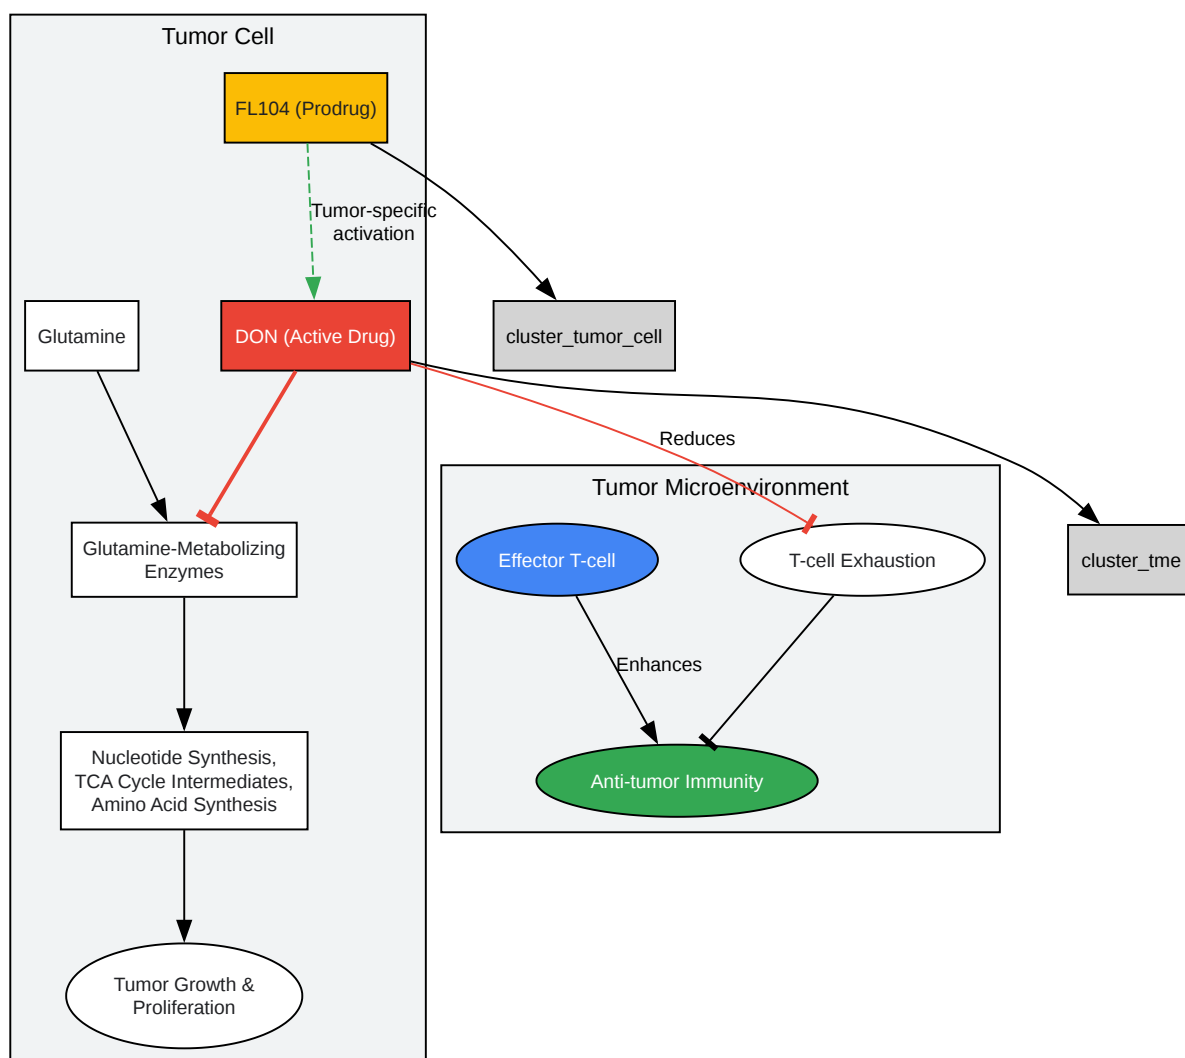 Tumor Cell
FL104 (Prodrug)
Tumor-specific
activation
Glutamine
DON (Active Drug)
cluster_tumor_cell
Reduces
Tumor Microenvironment
Glutamine-Metabolizing
Enzymes
Effector T-cell
T-cell Exhaustion
cluster_tme
Enhances
Nucleotide Synthesis,
TCA Cycle Intermediates,
Amino Acid Synthesis
Anti-tumor Immunity
Tumor Growth &
Proliferation